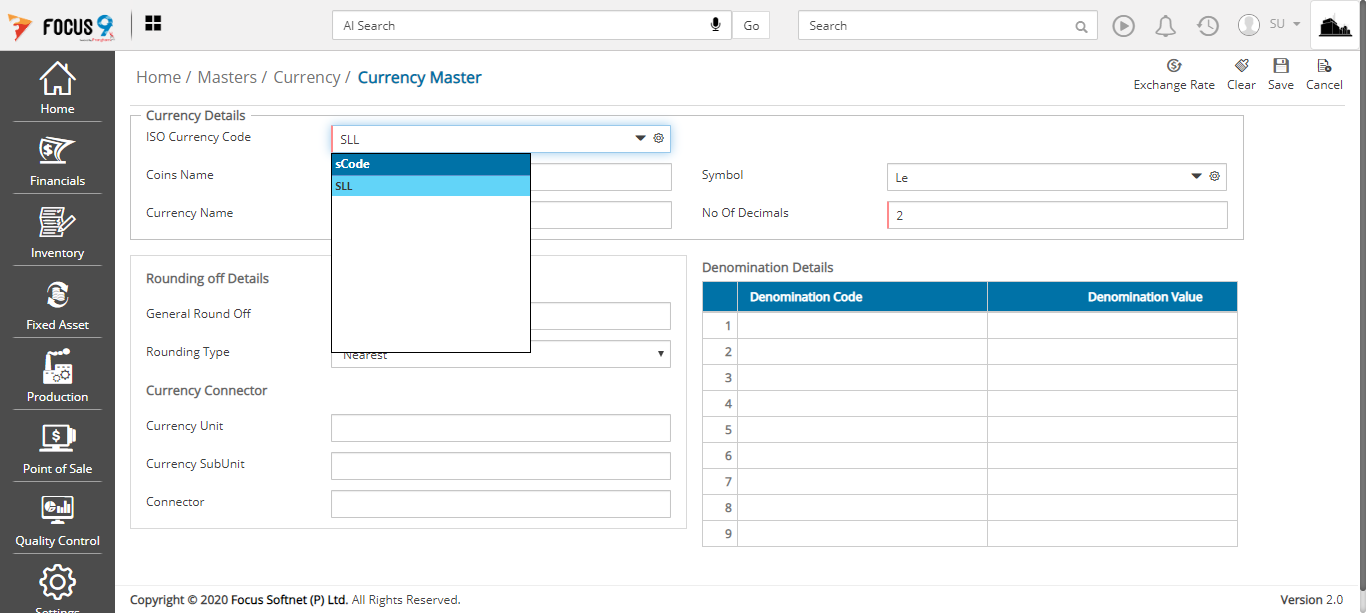 FOCUS 9
AI Search
Go
Search
SU
Home / Masters / Currency / Currency Master
Exchange Rate
Clear
Save
Cancel
Home
Financials
Inventory
Fixed Asset
Production
Point of Sale
Quality Control
Settings
Currency Details
ISO Currency Code
SLL
sCode
SLL
Coins Name
Symbol
Le
Currency Name
No Of Decimals
2
Rounding off Details
General Round Off
Rounding Type
Nearest
Currency Connector
Currency Unit
Currency SubUnit
Connector
Denomination Details
Denomination Code Denomination Value
1
2
3
4
5
6
7
8
9
Copyright © 2020 Focus Softnet (P) Ltd. All Rights Reserved.
Version 2.0